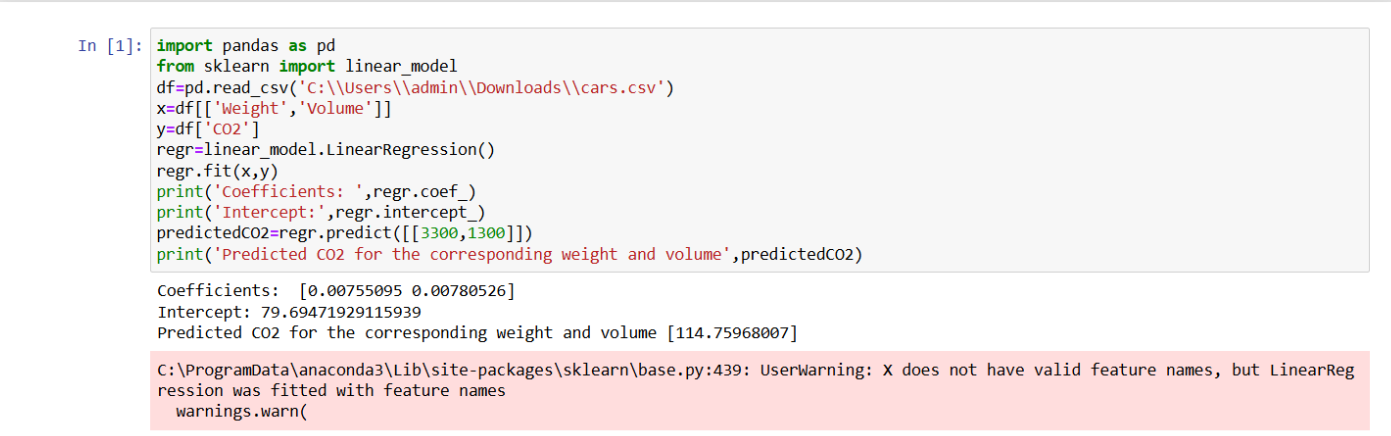 In [1]: import pandas as pd
from sklearn import linear_model
df=pd.read_csv('C:\\Users\\admin\\Downloads\\cars.csv')
x=df[['Weight','Volume']]
y=df['CO2']
regr=linear_model.LinearRegression()
regr.fit(x,y)
print('Coefficients: ',regr.coef_)
print('Intercept:',regr.intercept_)
predictedCO2=regr.predict([[3300,1300]])
print('Predicted CO2 for the corresponding weight and volume',predictedCO2)
Coefficients:  [0.00755095 0.00780526]
Intercept: 79.69471929115939
Predicted CO2 for the corresponding weight and volume [114.75968007]
C:\ProgramData\anaconda3\Lib\site-packages\sklearn\base.py:439: UserWarning: X does not have valid feature names, but LinearReg
ression was fitted with feature names
  warnings.warn(